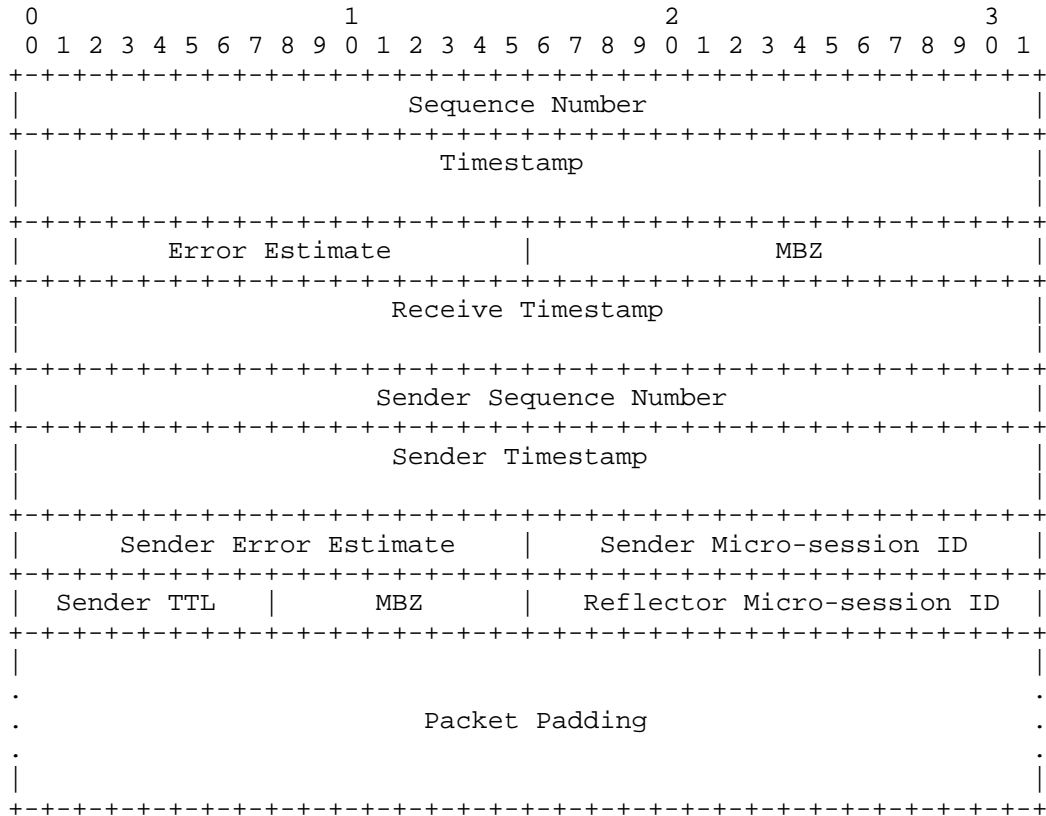 0                   1                   2                   3
 0 1 2 3 4 5 6 7 8 9 0 1 2 3 4 5 6 7 8 9 0 1 2 3 4 5 6 7 8 9 0 1
+-+-+-+-+-+-+-+-+-+-+-+-+-+-+-+-+-+-+-+-+-+-+-+-+-+-+-+-+-+-+-+-+
|                        Sequence Number                        |
+-+-+-+-+-+-+-+-+-+-+-+-+-+-+-+-+-+-+-+-+-+-+-+-+-+-+-+-+-+-+-+-+
|                          Timestamp                            |
|                                                               |
+-+-+-+-+-+-+-+-+-+-+-+-+-+-+-+-+-+-+-+-+-+-+-+-+-+-+-+-+-+-+-+-+
|         Error Estimate        |               MBZ             |
+-+-+-+-+-+-+-+-+-+-+-+-+-+-+-+-+-+-+-+-+-+-+-+-+-+-+-+-+-+-+-+-+
|                       Receive Timestamp                       |
|                                                               |
+-+-+-+-+-+-+-+-+-+-+-+-+-+-+-+-+-+-+-+-+-+-+-+-+-+-+-+-+-+-+-+-+
|                      Sender Sequence Number                   |
+-+-+-+-+-+-+-+-+-+-+-+-+-+-+-+-+-+-+-+-+-+-+-+-+-+-+-+-+-+-+-+-+
|                       Sender Timestamp                        |
|                                                               |
+-+-+-+-+-+-+-+-+-+-+-+-+-+-+-+-+-+-+-+-+-+-+-+-+-+-+-+-+-+-+-+-+
|      Sender Error Estimate    |    Sender Micro-session ID    |
+-+-+-+-+-+-+-+-+-+-+-+-+-+-+-+-+-+-+-+-+-+-+-+-+-+-+-+-+-+-+-+-+
|  Sender TTL   |      MBZ      |   Reflector Micro-session ID  |
+-+-+-+-+-+-+-+-+-+-+-+-+-+-+-+-+-+-+-+-+-+-+-+-+-+-+-+-+-+-+-+-+
|                                                               |
.                                                               .
.                         Packet Padding                        .
.                                                               .
|                                                               |
+-+-+-+-+-+-+-+-+-+-+-+-+-+-+-+-+-+-+-+-+-+-+-+-+-+-+-+-+-+-+-+-+